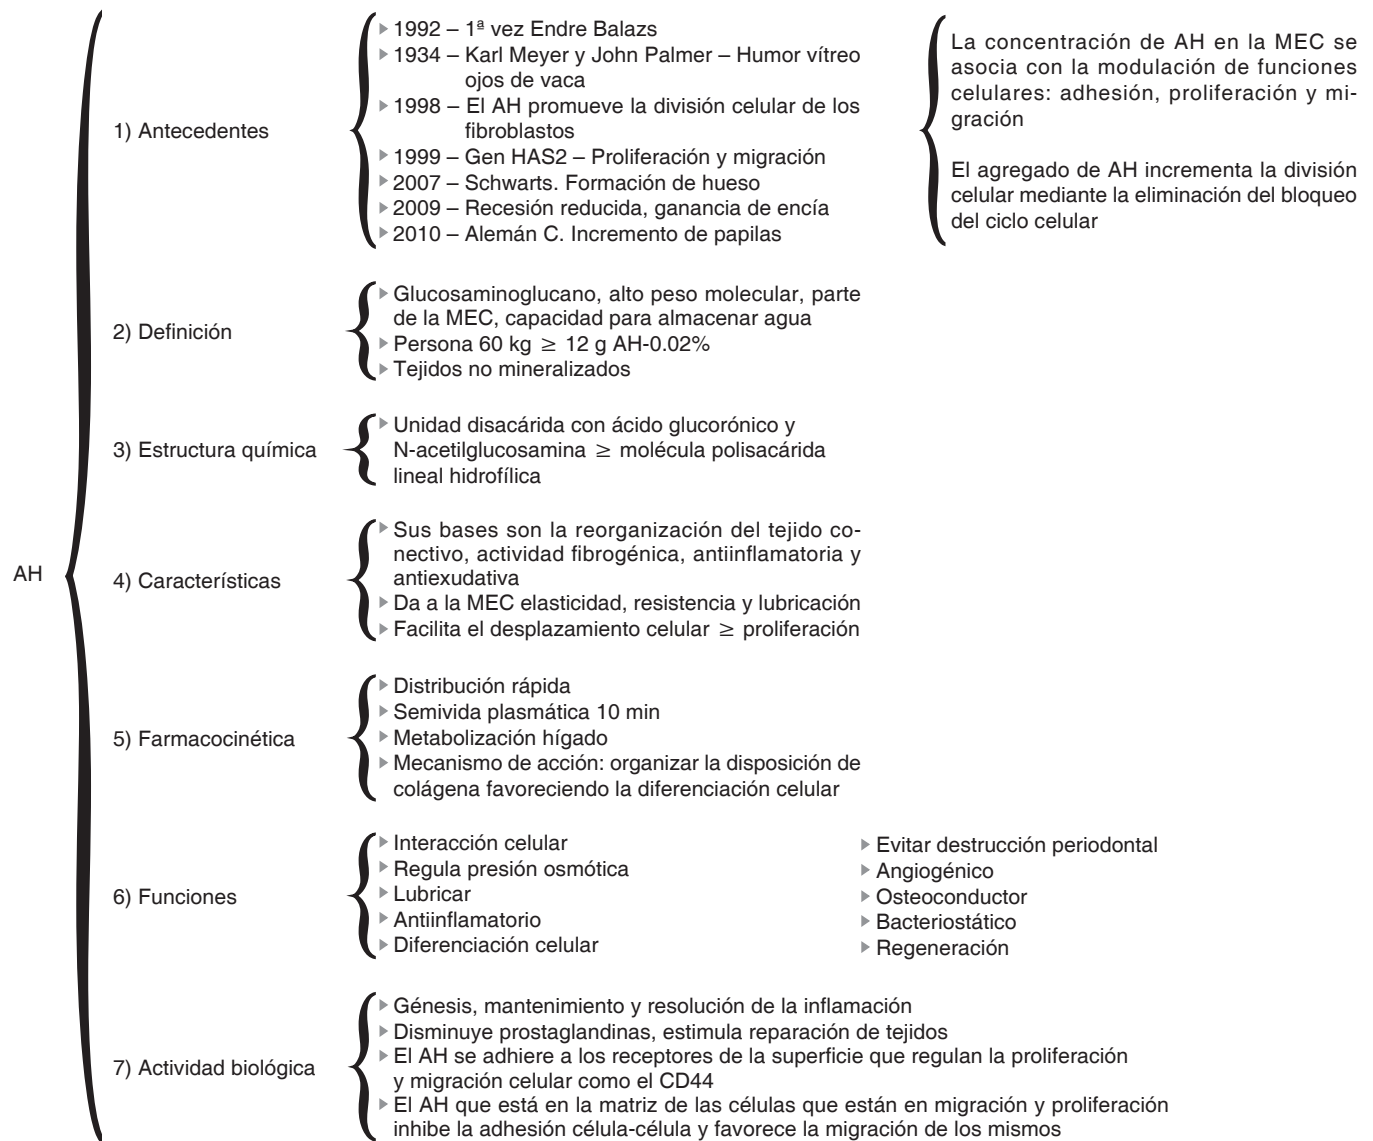 AH
1) Antecedentes
1992 – 1ª vez Endre Balazs
1934 – Karl Meyer y John Palmer – Humor vítreo
ojos de vaca
1998 – El AH promueve la división celular de los
fibroblastos
1999 – Gen HAS2 – Proliferación y migración
2007 – Schwarts. Formación de hueso
2009 – Recesión reducida, ganancia de encía
2010 – Alemán C. Incremento de papilas
La concentración de AH en la MEC se
asocia con la modulación de funciones
celulares: adhesión, proliferación y mi-
gración
El agregado de AH incrementa la división
celular mediante la eliminación del bloqueo
del ciclo celular
2) Definición
Glucosaminoglucano, alto peso molecular, parte
de la MEC, capacidad para almacenar agua
Persona 60 kg ≥ 12 g AH-0.02%
Tejidos no mineralizados
3) Estructura química
Unidad disacárida con ácido glucorónico y
N-acetilglucosamina ≥ molécula polisacárida
lineal hidrofílica
4) Características
Sus bases son la reorganización del tejido co-
nectivo, actividad fibrogénica, antiinflamatoria y
antiexudativa
Da a la MEC elasticidad, resistencia y lubricación
Facilita el desplazamiento celular ≥ proliferación
5) Farmacocinética
Distribución rápida
Semivida plasmática 10 min
Metabolización hígado
Mecanismo de acción: organizar la disposición de
colágena favoreciendo la diferenciación celular
6) Funciones
Interacción celular
Regula presión osmótica
Lubricar
Antiinflamatorio
Diferenciación celular
Evitar destrucción periodontal
Angiogénico
Osteoconductor
Bacteriostático
Regeneración
7) Actividad biológica
Génesis, mantenimiento y resolución de la inflamación
Disminuye prostaglandinas, estimula reparación de tejidos
El AH se adhiere a los receptores de la superficie que regulan la proliferación
y migración celular como el CD44
El AH que está en la matriz de las células que están en migración y proliferación
inhibe la adhesión célula-célula y favorece la migración de los mismos